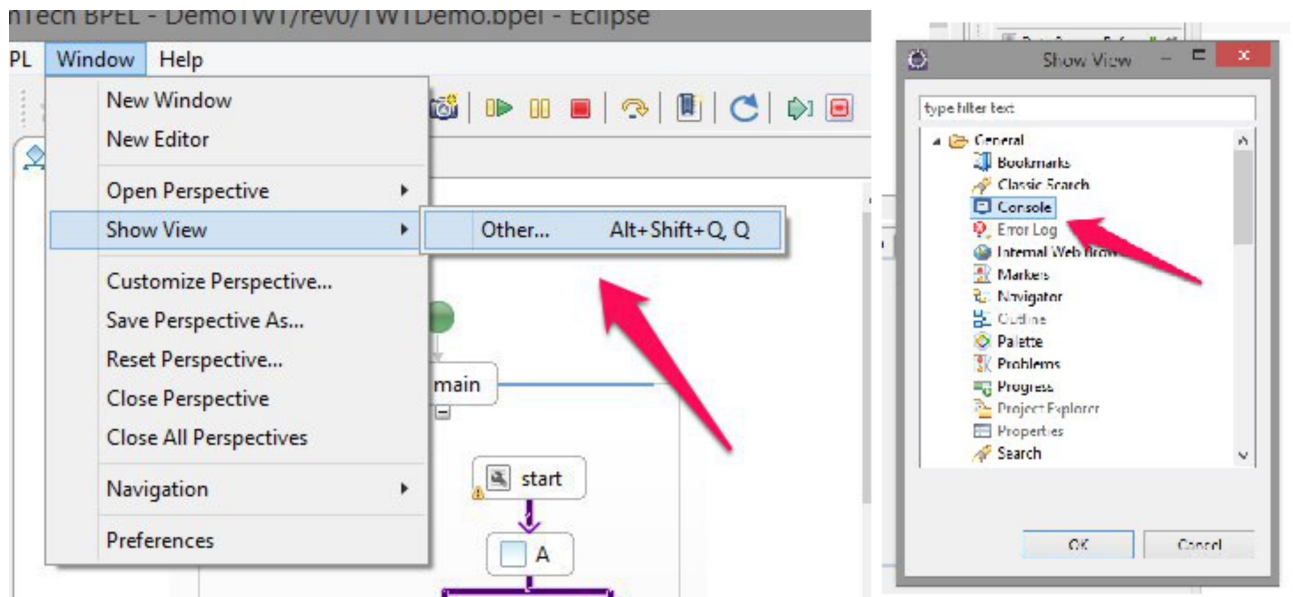 Tech BPEL - DemoTWT/rev0/TWTDemo.bpel - Eclipse
PL Window Help
New Window
New Editor
Open Perspective
Show View
Other... Alt+Shift+Q, Q
Customize Perspective...
Save Perspective As...
Reset Perspective...
Close Perspective
Close All Perspectives
Navigation
Preferences
main
start
A
Show View
type filter text
General
Bookmarks
Classic Search
Console
Error Log
Internal Web
Markers
Navigator
Outline
Palette
Problems
Progress
Project Explorer
Properties
Search
OK Cancel